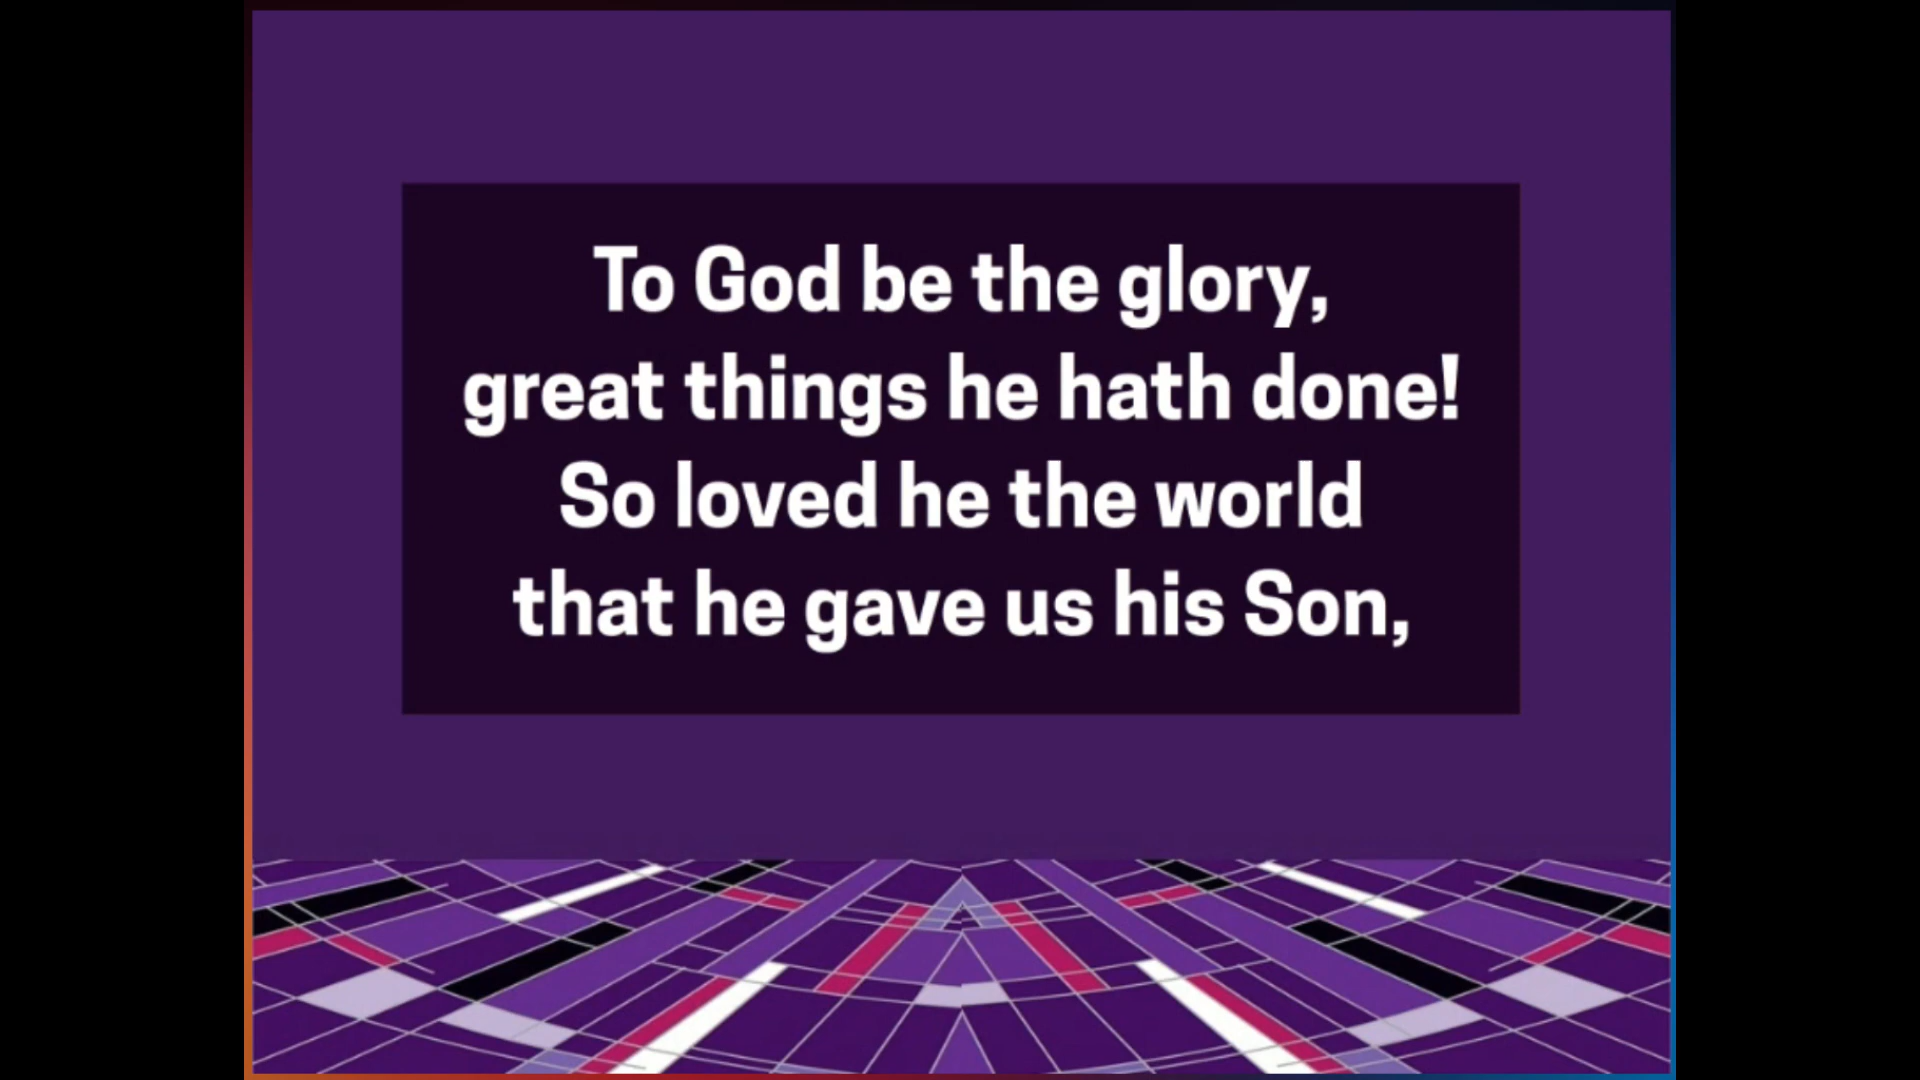 To God be the glory,
great things he hath done!
So loved he the world
that he gave us his Son,